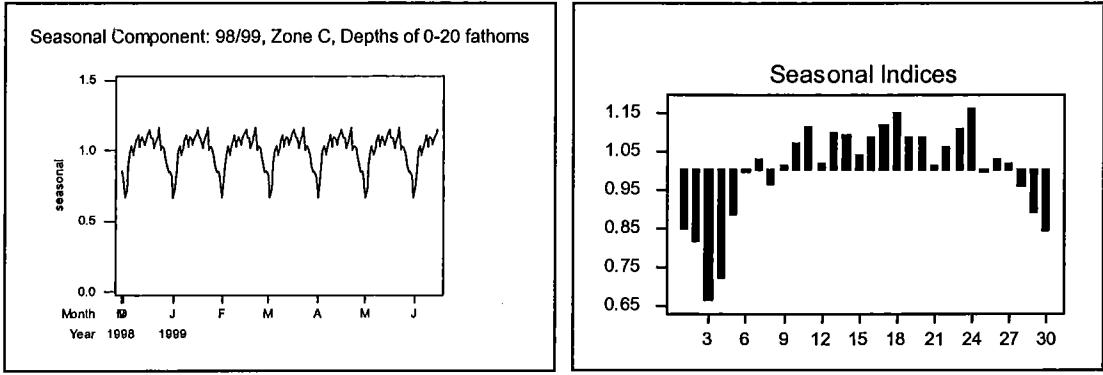 Seasonal Component: 98/99, Zone C, Depths of 0-20 fathoms
1.5
1.0
0.5
0.0
seasonal
Month J F M A M J
Year 1998 1999
Seasonal Indices
1.15
1.05
0.95
0.85
0.75
0.65
3 6 9 12 15 18 21 24 27 30